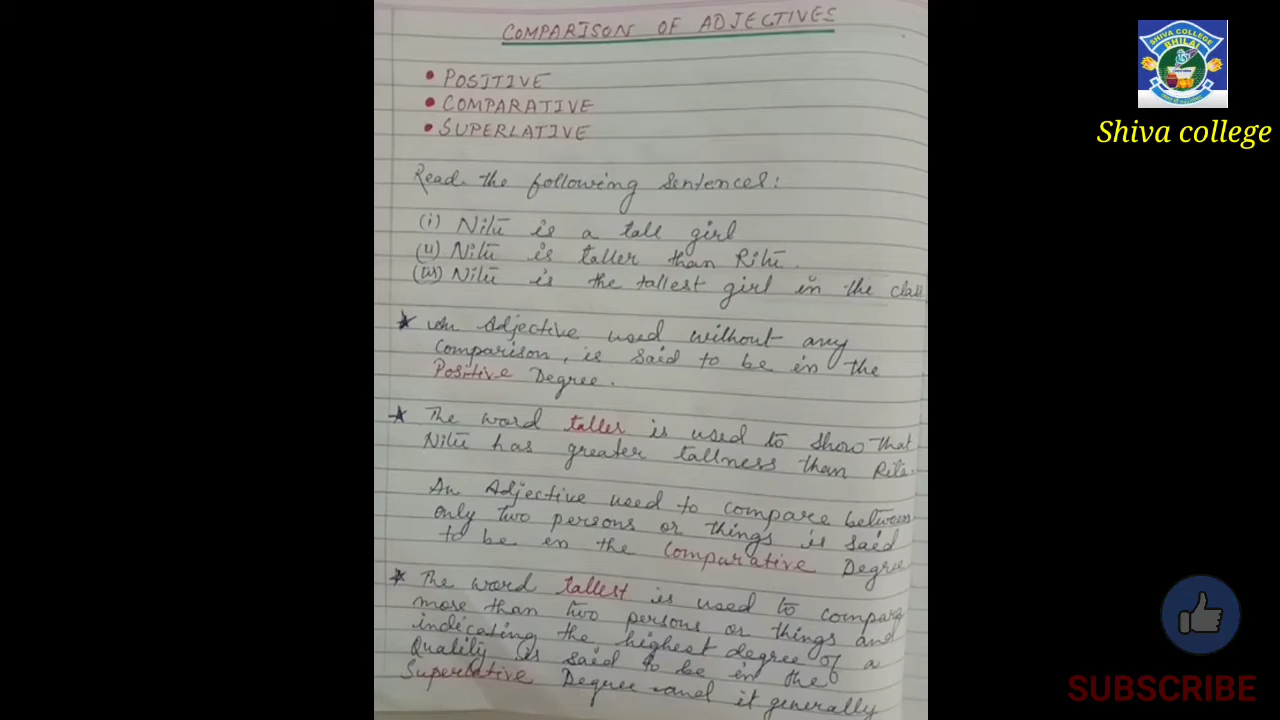 COMPARISON OF ADJECTIVES
• POSITIVE
• COMPARATIVE
• SUPERLATIVE
Read the following sentences:
(i) Nitu is a tall girl
(ii) Nitu is taller than Ritu.
(iii) Nitu is the tallest girl in the class
★ An Adjective used without any
comparison, is said to be in the
Positive Degree.
★ The word taller is used to show that
Nitu has greater tallness than Ritu.
An Adjective used to compare between
only two persons or things is said
to be in the Comparative Degree
★ The word tallest is used to compare
more than two persons or things and
indicating the highest degree of a
Quality is said to be in the
Superlative Degree and it generally
SHIVA COLLEGE
BHILAI
Shiva college
SUBSCRIBE